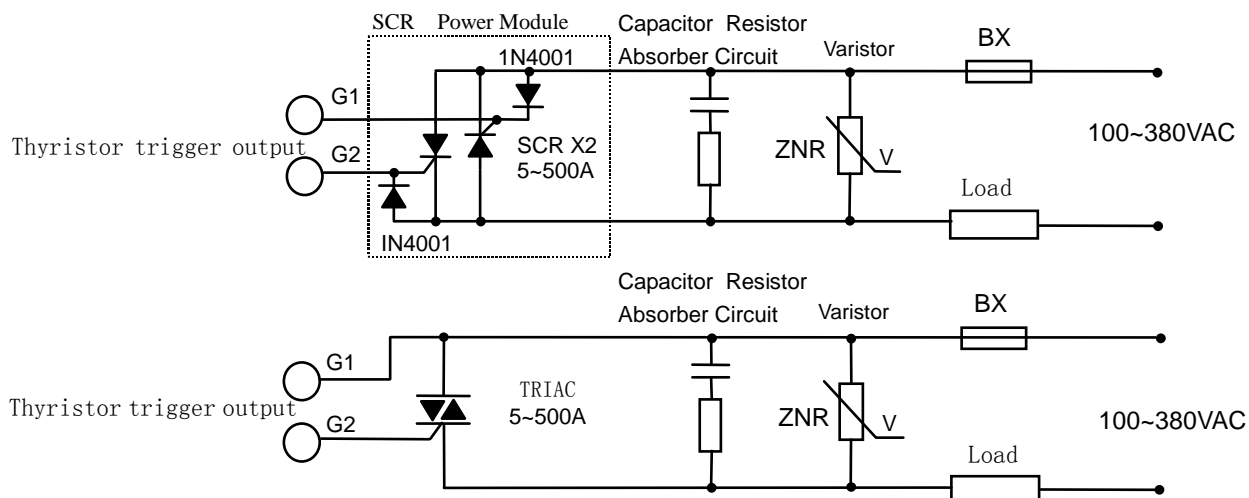 SCR Power Module
Capacitor Resistor
Absorber Circuit
Varistor
BX
1N4001
G1
Thyristor trigger output
G2
SCR X2
5~500A
ZNR
V
100~380VAC
Load
IN4001
Capacitor Resistor
Absorber Circuit
Varistor
BX
G1
Thyristor trigger output
G2
TRIAC
5~500A
ZNR
V
100~380VAC
Load